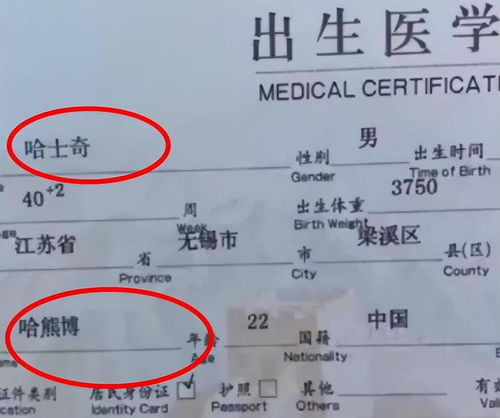 出生医学
MEDICAL CERTIFICAT
哈士奇 性别 男 出生时间
Gender Time of Birth
40+2 周 出生体重 3750
Week Birth Weight
江苏省 省 无锡市 市 梁溪区 县(区)
Province City County
哈熊博 年龄 22 国籍 中国
Age Nationality
证件类别 居民身份证 ☑ 护照 □ 其他
Identity Card Passport Others